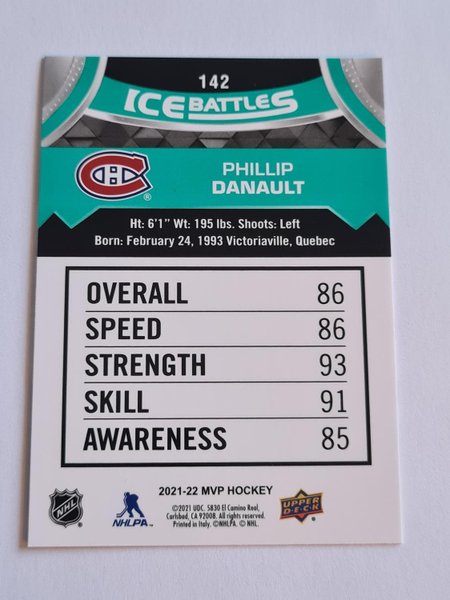 142
ICE BATTLES
PHILLIP
DANAULT
Ht: 6'1" Wt: 195 lbs. Shoots: Left
Born: February 24, 1993 Victoriaville, Quebec
OVERALL 86
SPEED 86
STRENGTH 93
SKILL 91
AWARENESS 85
2021-22 MVP HOCKEY
NHL
NHLPA
©2021 UDC. 5830 El Camino Real,
Carlsbad, CA 92008. All rights reserved.
Printed in Italy. ©NHLPA. © NHL.
UPPER
DECK